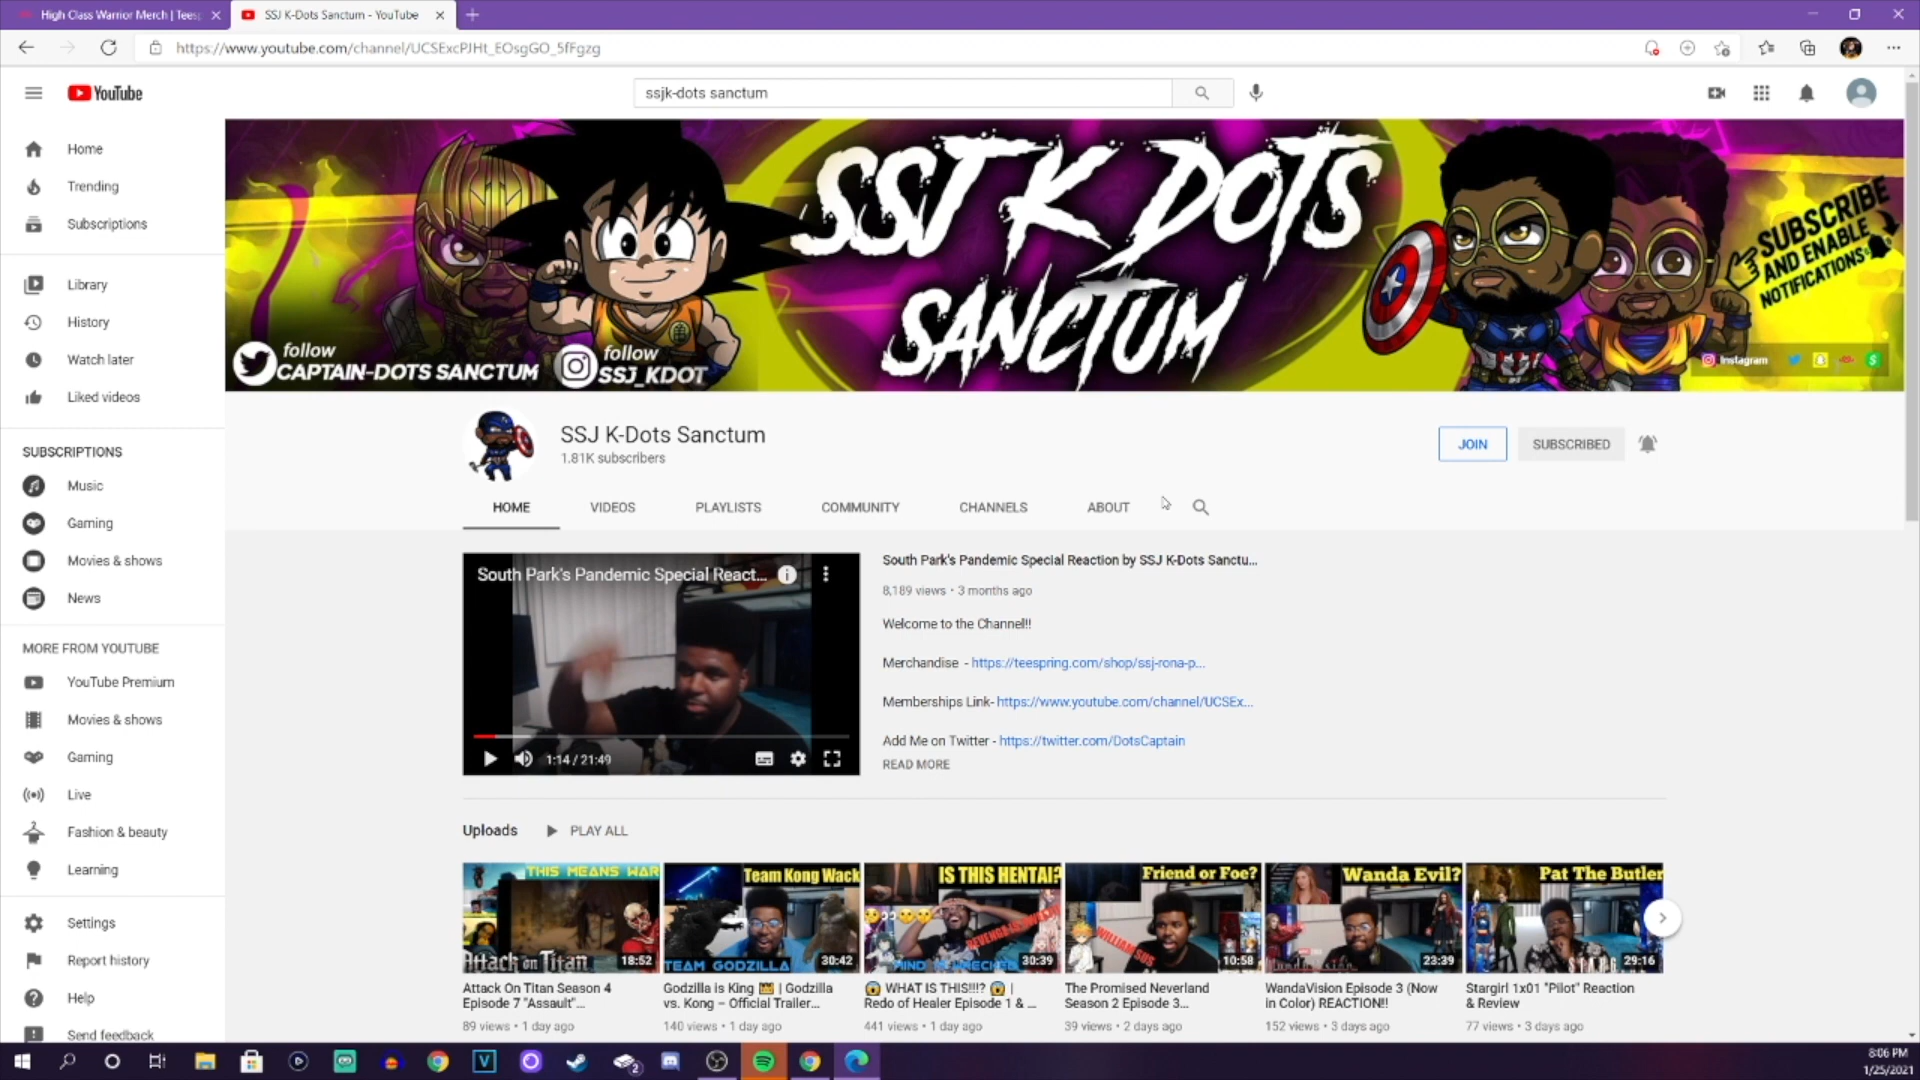 High Class Warrior Merch | Tees
SSJ K-Dots Sanctum - YouTube
https://www.youtube.com/channel/UCSExcPJHt_EOsgGO_5fFgzg
YouTube
ssjk-dots sanctum
Home
Trending
Subscriptions
Library
History
Watch later
Liked videos
SUBSCRIPTIONS
Music
Gaming
Movies & shows
News
MORE FROM YOUTUBE
YouTube Premium
Movies & shows
Gaming
Live
Fashion & beauty
Learning
Settings
Report history
Help
Send feedback
SSJ K DOTS
SANCTUM
follow
CAPTAIN-DOTS SANCTUM
follow
SSJ_KDOT
SUBSCRIBE
AND ENABLE
NOTIFICATIONS
Instagram
SSJ K-Dots Sanctum
1.81K subscribers
JOIN
SUBSCRIBED
HOME
VIDEOS
PLAYLISTS
COMMUNITY
CHANNELS
ABOUT
South Park's Pandemic Special React...
1:14 / 21:49
South Park's Pandemic Special Reaction by SSJ K-Dots Sanctu...
8,189 views • 3 months ago
Welcome to the Channel!!
Merchandise - https://teespring.com/shop/ssj-rona-p...
Memberships Link- https://www.youtube.com/channel/UCSEx...
Add Me on Twitter - https://twitter.com/DotsCaptain
READ MORE
Uploads
PLAY ALL
THIS MEANS WAR
Attack on Titan
18:52
Attack On Titan Season 4
Episode 7 "Assault"...
89 views • 1 day ago
Team Kong Wack
TEAM GODZILLA
30:42
Godzilla is King | Godzilla
vs. Kong – Official Trailer...
140 views • 1 day ago
IS THIS HENTAI?
30:39
WHAT IS THIS!!!? |
Redo of Healer Episode 1 & ...
441 views • 1 day ago
Friend or Foe?
WILLIAM SUS
10:58
The Promised Neverland
Season 2 Episode 3...
39 views • 2 days ago
Wanda Evil?
23:39
WandaVision Episode 3 (Now
in Color) REACTION!!
152 views • 3 days ago
Pat The Butler
29:16
Stargirl 1x01 "Pilot" Reaction
& Review
77 views • 3 days ago
2
8:06 PM
1/25/2021